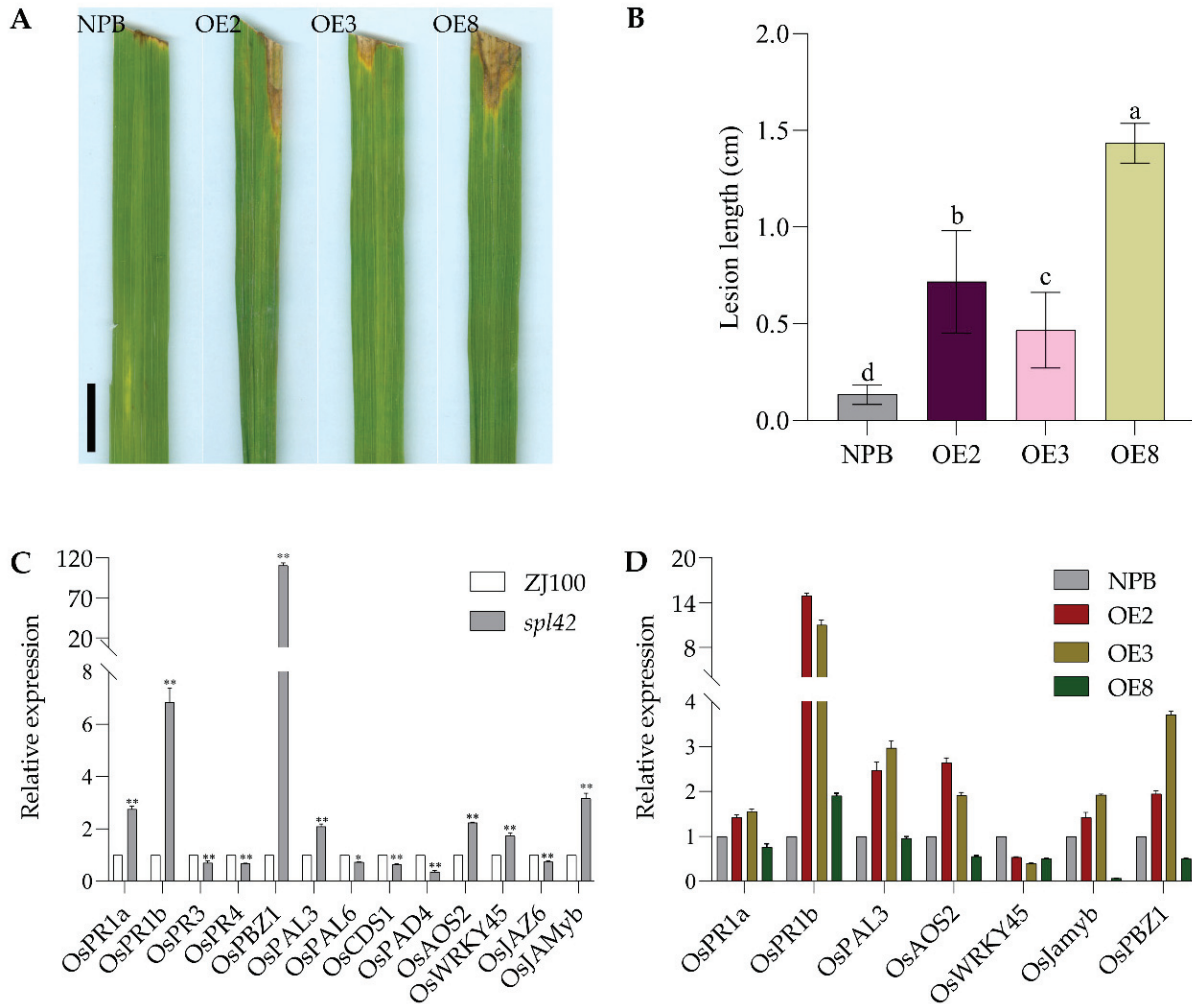 A
NPB OE2 OE3 OE8
B
Lesion length (cm)
2.0
1.5
1.0
0.5
0.0
d
b
c
a
NPB OE2 OE3 OE8
C
Relative expression
120
70
20
8
6
4
2
0
ZJ100
spl42
** ** ** ** ** ** * ** ** ** ** ** **
OsPR1a
OsPR1b
OsPR3
OsPR4
OsPBZ1
OsPAL3
OsPAL6
OsCDS1
OsPAD4
OsAOS2
OsWRKY45
OsJAZ6
OsJAMyb
D
Relative expression
20
14
8
4
3
2
1
0
NPB
OE2
OE3
OE8
OsPR1a
OsPR1b
OsPAL3
OsAOS2
OsWRKY45
OsJamyb
OsPBZ1